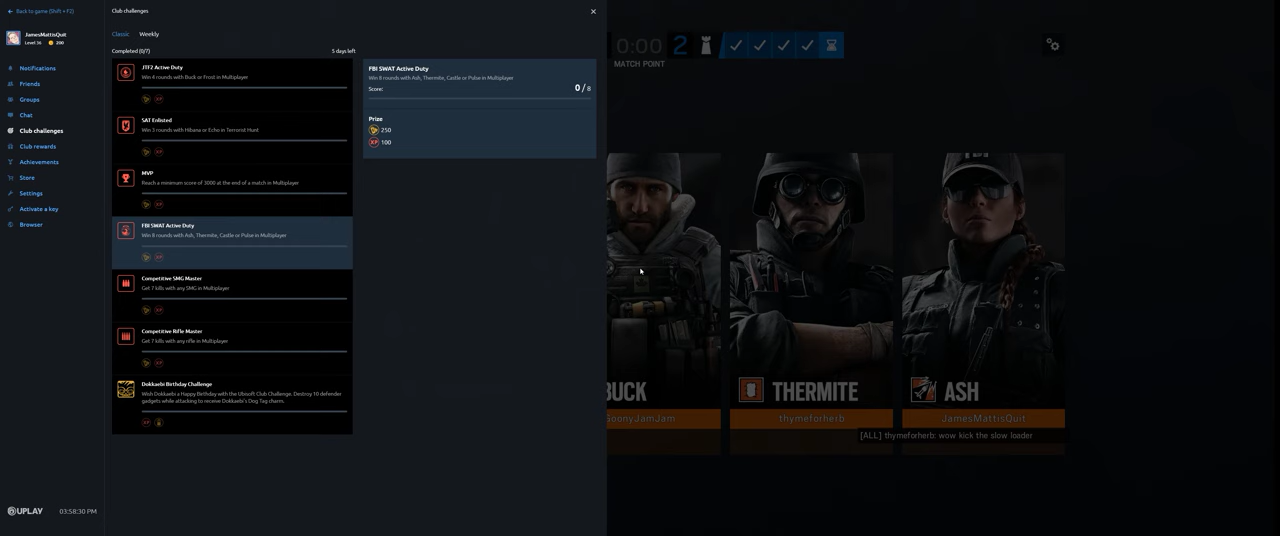 Back to game (Shift + F2)
JamesMattisQuit
Level 36 200
Notifications
Friends
Groups
Chat
Club challenges
Club rewards
Achievements
Store
Settings
Activate a key
Browser
UPLAY 03:58:30 PM
Club challenges
Classic Weekly
Completed (0/7) 5 days left
JTF2 Active Duty
Win 4 rounds with Buck or Frost in Multiplayer
XP
SAT Enlisted
Win 3 rounds with Hibana or Echo in Terrorist Hunt
XP
MVP
Reach a minimum score of 3000 at the end of a match in Multiplayer
XP
FBI SWAT Active Duty
Win 8 rounds with Ash, Thermite, Castle or Pulse in Multiplayer
XP
Competitive SMG Master
Get 7 kills with any SMG in Multiplayer
XP
Competitive Rifle Master
Get 7 kills with any rifle in Multiplayer
XP
Dokkaebi Birthday Challenge
Wish Dokkaebi a Happy Birthday with the Ubisoft Club Challenge. Destroy 10 defender
gadgets while attacking to receive Dokkaebi's Dog Tag charm.
XP
FBI SWAT Active Duty
Win 8 rounds with Ash, Thermite, Castle or Pulse in Multiplayer
Score: 0 / 8
Prize
250
XP 100
0:00 2
MATCH POINT
BUCK
THERMITE
ASH
GoonyJamJam
thymeforherb
JamesMattisQuit
[ALL] thymeforherb: wow kick the slow loader